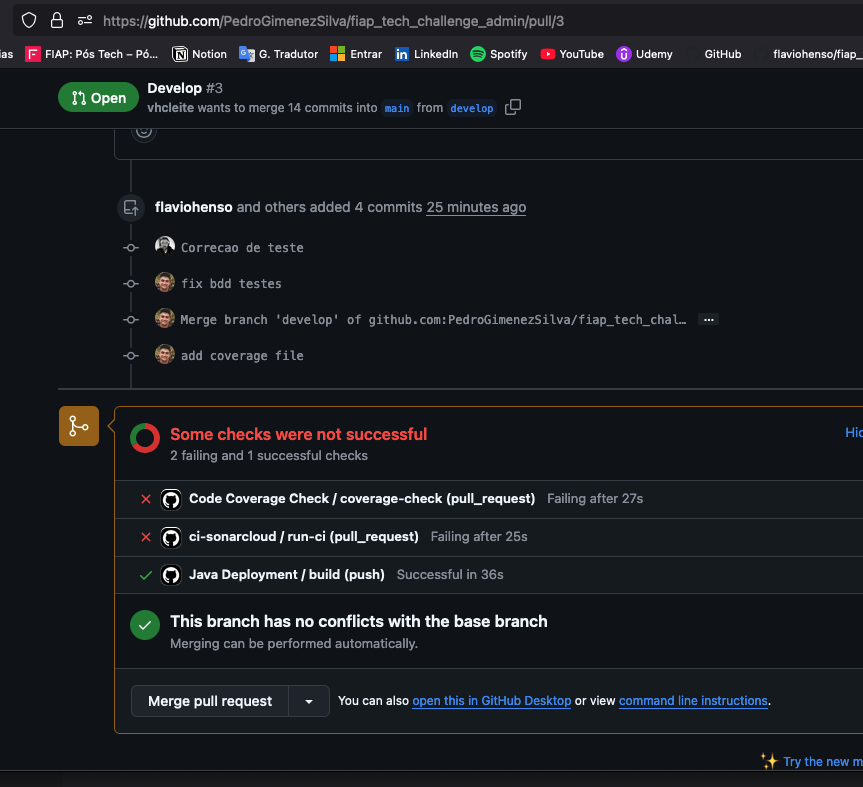 https://github.com/PedroGimenezSilva/fiap_tech_challenge_admin/pull/3
as FIAP: Pós Tech – Pó... Notion G. Tradutor Entrar LinkedIn Spotify YouTube Udemy GitHub flaviohenso/fiap_
Open
Develop #3
vhcleite wants to merge 14 commits into main from develop
flaviohenso and others added 4 commits 25 minutes ago
Correcao de teste
fix bdd testes
Merge branch 'develop' of github.com:PedroGimenezSilva/fiap_tech_chal… ...
add coverage file
Some checks were not successful
Hid
2 failing and 1 successful checks
Code Coverage Check / coverage-check (pull_request) Failing after 27s
ci-sonarcloud / run-ci (pull_request) Failing after 25s
Java Deployment / build (push) Successful in 36s
This branch has no conflicts with the base branch
Merging can be performed automatically.
Merge pull request
You can also open this in GitHub Desktop or view command line instructions.
Try the new m